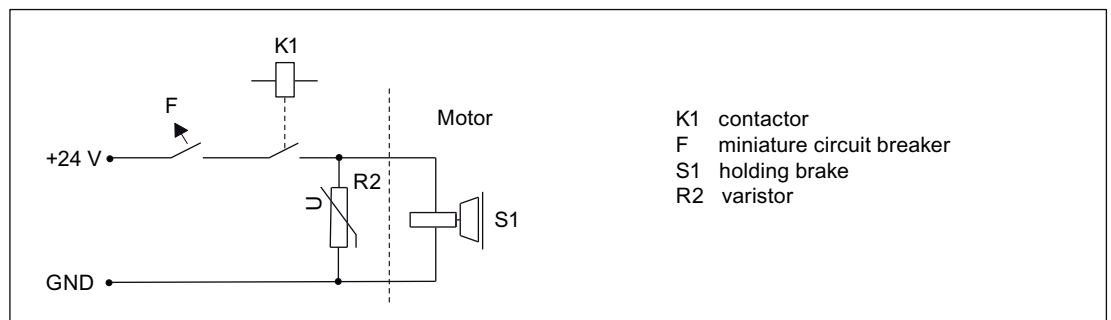 K1
F
Motor
+24 V
R2
U
S1
GND
K1 contactor
F miniature circuit breaker
S1 holding brake
R2 varistor